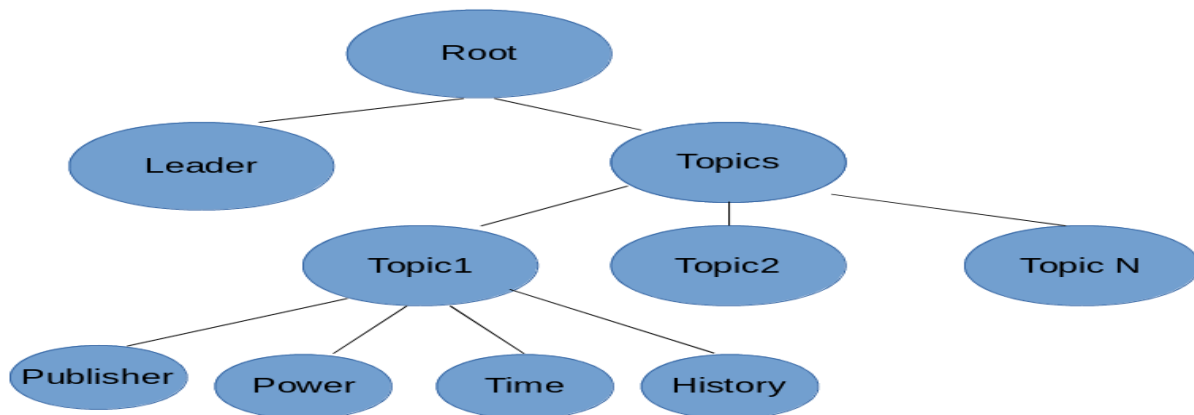 Root
Leader
Topics
Topic1
Topic2
Topic N
Publisher
Power
Time
History